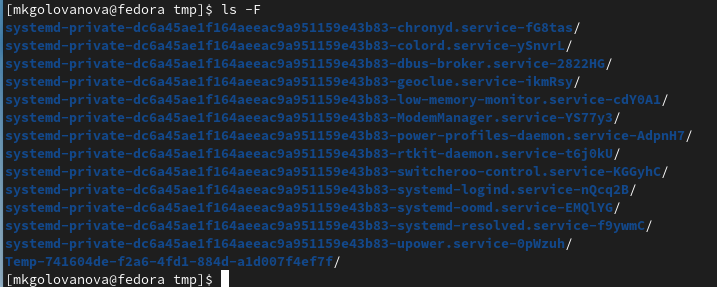 [mkgolovanova@fedora tmp]$ ls -F
systemd-private-dc6a45ae1f164aeeac9a951159e43b83-chronyd.service-fG8tas/
systemd-private-dc6a45ae1f164aeeac9a951159e43b83-colord.service-ySnvrL/
systemd-private-dc6a45ae1f164aeeac9a951159e43b83-dbus-broker.service-2822HG/
systemd-private-dc6a45ae1f164aeeac9a951159e43b83-geoclue.service-ikmRsy/
systemd-private-dc6a45ae1f164aeeac9a951159e43b83-low-memory-monitor.service-cdY0A1/
systemd-private-dc6a45ae1f164aeeac9a951159e43b83-ModemManager.service-YS77y3/
systemd-private-dc6a45ae1f164aeeac9a951159e43b83-power-profiles-daemon.service-AdpnH7/
systemd-private-dc6a45ae1f164aeeac9a951159e43b83-rtkit-daemon.service-t6j0kU/
systemd-private-dc6a45ae1f164aeeac9a951159e43b83-switcheroo-control.service-KGGyhC/
systemd-private-dc6a45ae1f164aeeac9a951159e43b83-systemd-logind.service-nQcq2B/
systemd-private-dc6a45ae1f164aeeac9a951159e43b83-systemd-oomd.service-EMQlYG/
systemd-private-dc6a45ae1f164aeeac9a951159e43b83-systemd-resolved.service-f9ywmC/
systemd-private-dc6a45ae1f164aeeac9a951159e43b83-upower.service-0pWzuh/
Temp-741604de-f2a6-4fd1-884d-a1d007f4ef7f/
[mkgolovanova@fedora tmp]$